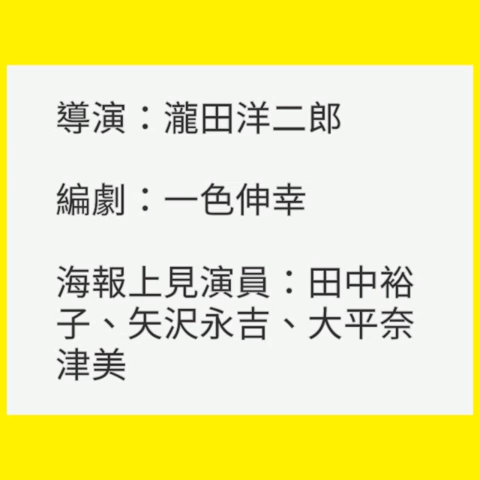 導演：瀧田洋二郎
編劇：一色伸幸
海報上見演員：田中裕
子、矢沢永吉、大平奈
津美